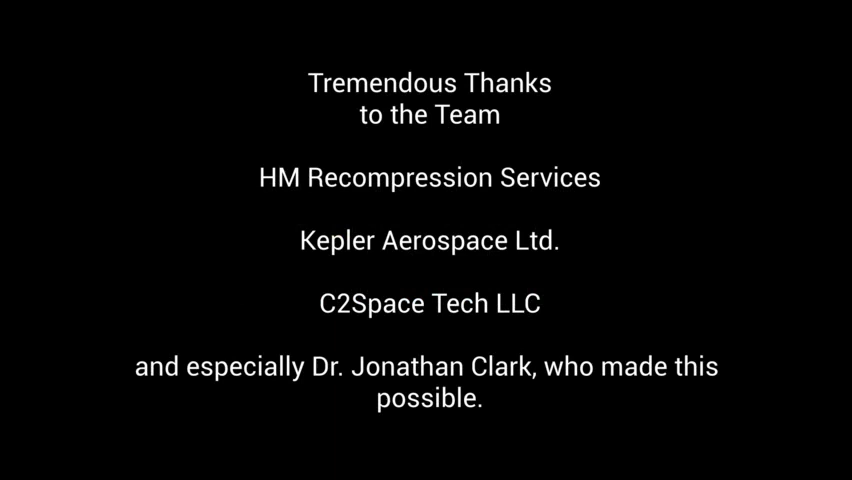 Tremendous Thanks
to the Team
HM Recompression Services
Kepler Aerospace Ltd.
C2Space Tech LLC
and especially Dr. Jonathan Clark, who made this
possible.